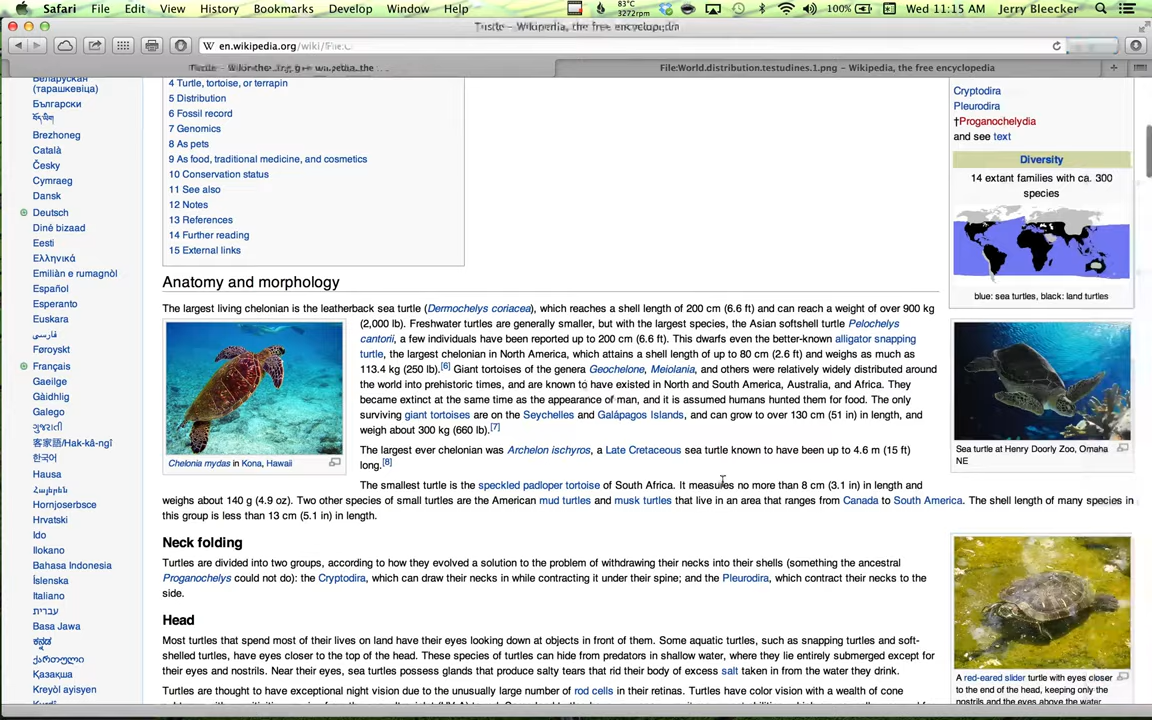 Safari File Edit View History Bookmarks Develop Window Help 83°C 3272rpm 100% Wed 11:15 AM Jerry Bleecker
Turtle – Wikipedia, the free encyclopedia
en.wikipedia.org/wiki/File:
File:World.distribution.testudines.1.png – Wikipedia, the free encyclopedia
Беларуская
(тарашкевіца)
Български
བོད་ཡིག
Brezhoneg
Català
Česky
Cymraeg
Dansk
Deutsch
Diné bizaad
Eesti
Ελληνικά
Emiliàn e rumagnòl
Español
Esperanto
Euskara
فارسی
Føroyskt
Français
Gaeilge
Gàidhlig
Galego
ગુજરાતી
客家語/Hak-kâ-ngî
한국어
Hausa
Հայերեն
Hornjoserbsce
Hrvatski
Ido
Ilokano
Bahasa Indonesia
Íslenska
Italiano
עברית
Basa Jawa
ಕನ್ನಡ
ქართული
Қазақша
Kreyòl ayisyen
4 Turtle, tortoise, or terrapin
5 Distribution
6 Fossil record
7 Genomics
8 As pets
9 As food, traditional medicine, and cosmetics
10 Conservation status
11 See also
12 Notes
13 References
14 Further reading
15 External links
Anatomy and morphology
The largest living chelonian is the leatherback sea turtle (Dermochelys coriacea), which reaches a shell length of 200 cm (6.6 ft) and can reach a weight of over 900 kg
(2,000 lb). Freshwater turtles are generally smaller, but with the largest species, the Asian softshell turtle Pelochelys
cantorii, a few individuals have been reported up to 200 cm (6.6 ft). This dwarfs even the better-known alligator snapping
turtle, the largest chelonian in North America, which attains a shell length of up to 80 cm (2.6 ft) and weighs as much as
113.4 kg (250 lb).[6] Giant tortoises of the genera Geochelone, Meiolania, and others were relatively widely distributed around
the world into prehistoric times, and are known to have existed in North and South America, Australia, and Africa. They
became extinct at the same time as the appearance of man, and it is assumed humans hunted them for food. The only
surviving giant tortoises are on the Seychelles and Galápagos Islands, and can grow to over 130 cm (51 in) in length, and
weigh about 300 kg (660 lb).[7]
Chelonia mydas in Kona, Hawaii
The largest ever chelonian was Archelon ischyros, a Late Cretaceous sea turtle known to have been up to 4.6 m (15 ft)
long.[8]
The smallest turtle is the speckled padloper tortoise of South Africa. It measures no more than 8 cm (3.1 in) in length and
weighs about 140 g (4.9 oz). Two other species of small turtles are the American mud turtles and musk turtles that live in an area that ranges from Canada to South America. The shell length of many species in
this group is less than 13 cm (5.1 in) in length.
Neck folding
Turtles are divided into two groups, according to how they evolved a solution to the problem of withdrawing their necks into their shells (something the ancestral
Proganochelys could not do): the Cryptodira, which can draw their necks in while contracting it under their spine; and the Pleurodira, which contract their necks to the
side.
Head
Most turtles that spend most of their lives on land have their eyes looking down at objects in front of them. Some aquatic turtles, such as snapping turtles and soft-
shelled turtles, have eyes closer to the top of the head. These species of turtles can hide from predators in shallow water, where they lie entirely submerged except for
their eyes and nostrils. Near their eyes, sea turtles possess glands that produce salty tears that rid their body of excess salt taken in from the water they drink.
Turtles are thought to have exceptional night vision due to the unusually large number of rod cells in their retinas. Turtles have color vision with a wealth of cone
Cryptodira
Pleurodira
†Proganochelydia
and see text
Diversity
14 extant families with ca. 300
species
blue: sea turtles, black: land turtles
Sea turtle at Henry Doorly Zoo, Omaha
NE
A red-eared slider turtle with eyes closer
to the end of the head, keeping only the
nostrils and the eyes above the water